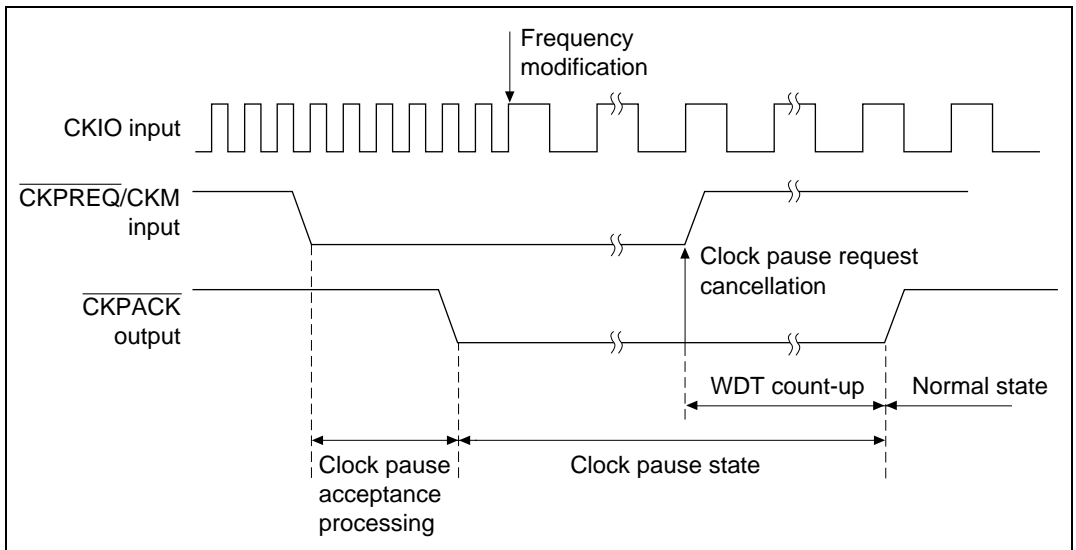 Frequency
modification
CKIO input
CKPREQ/CKM
input
Clock pause request
cancellation
CKPACK
output
WDT count-up
Normal state
Clock pause
acceptance
processing
Clock pause state